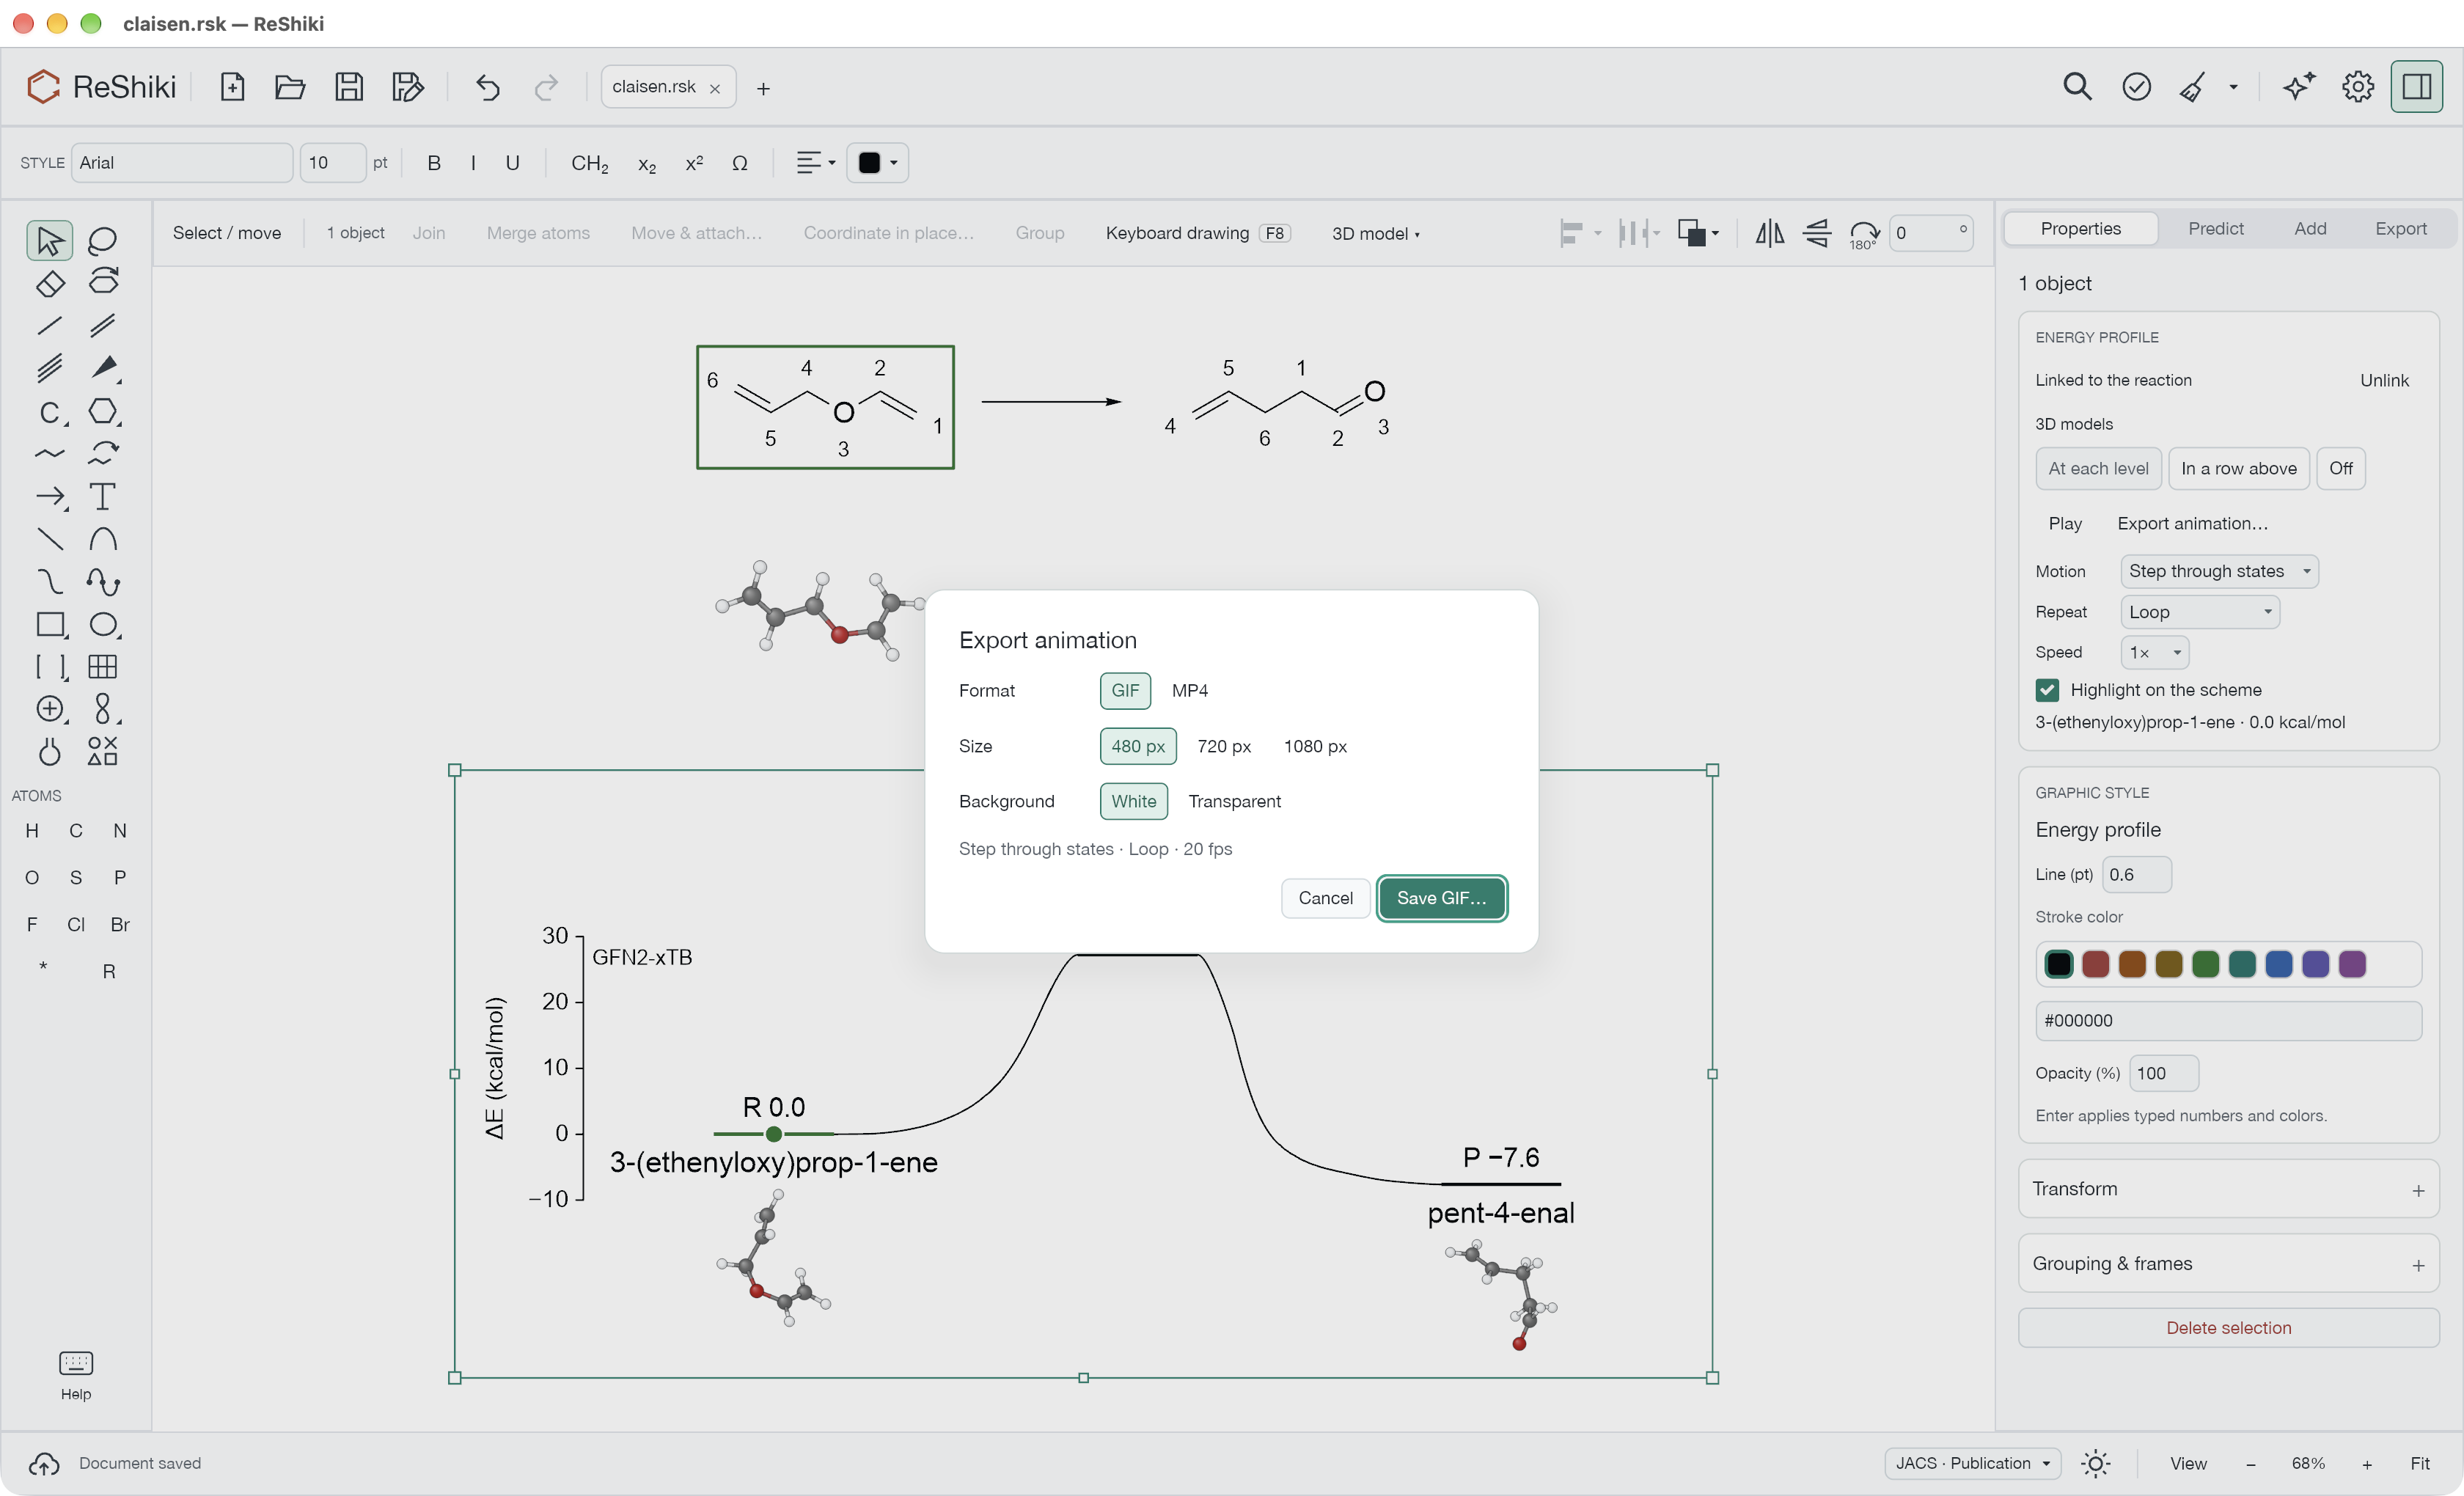 claisen.rsk — ReShiki
ReShiki
claisen.rsk × +
STYLE Arial 10 pt B I U CH₂ x₂ x² Ω
Select / move 1 object Join Merge atoms Move & attach... Coordinate in place... Group Keyboard drawing F8 3D model 180° 0 °
Properties Predict Add Export
1 object
ENERGY PROFILE
Linked to the reaction Unlink
3D models
At each level In a row above Off
Play Export animation...
Motion Step through states
Repeat Loop
Speed 1×
Highlight on the scheme
3-(ethenyloxy)prop-1-ene · 0.0 kcal/mol
GRAPHIC STYLE
Energy profile
Line (pt) 0.6
Stroke color
#000000
Opacity (%) 100
Enter applies typed numbers and colors.
Transform +
Grouping & frames +
Delete selection
C
T
ATOMS
H C N
O S P
F Cl Br
* R
Help
6 4 2
O
5 3 1
5 1
O
4 6 2 3
Export animation
Format GIF MP4
Size 480 px 720 px 1080 px
Background White Transparent
Step through states · Loop · 20 fps
Cancel Save GIF...
30
GFN2-xTB
20
10
0
−10
ΔE (kcal/mol)
R 0.0
3-(ethenyloxy)prop-1-ene
P −7.6
pent-4-enal
Document saved
JACS · Publication View − 68% + Fit